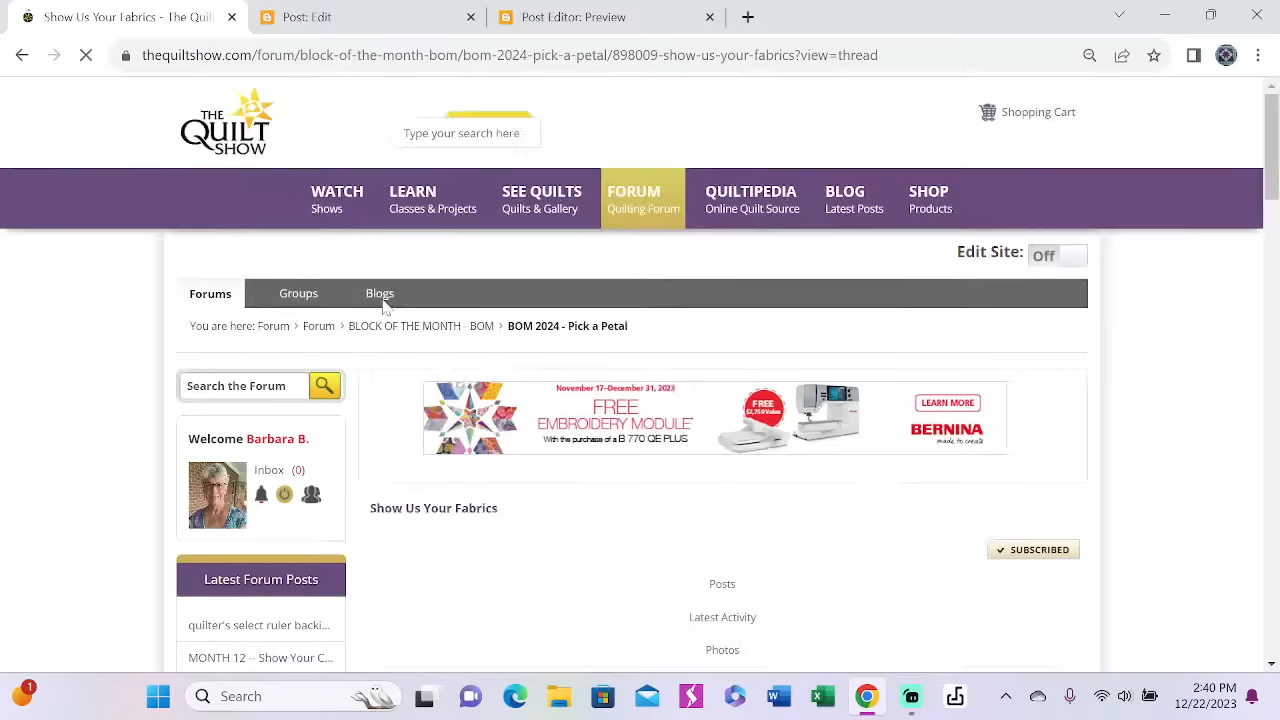 Show Us Your Fabrics - The Quilt
Post: Edit
Post Editor Preview
thequiltshow.com/forum/block-of-the-month-bom/bom-2024-pick-a-petal/898009-show-us-your-fabrics?view=thread
THE
QUILT
SHOW
Type your search here
Shopping Cart
WATCH LEARN SEE QUILTS FORUM QUILTIPEDIA BLOG SHOP
Shows Classes & Projects Quilts & Gallery Quilting Forum Online Quilt Source Latest Posts Products
Edit Site: Off
Forums Groups Blogs
You are here: Forum > Forum > BLOCK OF THE MONTH - BOM > BOM 2024 - Pick a Petal
Search the Forum
November 17–December 31, 2023
FREE
EMBROIDERY MODULE*
With the purchase of a B 770 QE PLUS
FREE
$2,750 Value
LEARN MORE
BERNINA
made to create
Welcome Barbara B.
Inbox (0)
Show Us Your Fabrics
SUBSCRIBED
Latest Forum Posts
Posts
Latest Activity
Photos
quilter's select ruler backi...
MONTH 12 -- Show Your C...
1
Search
2:40 PM
12/22/2023